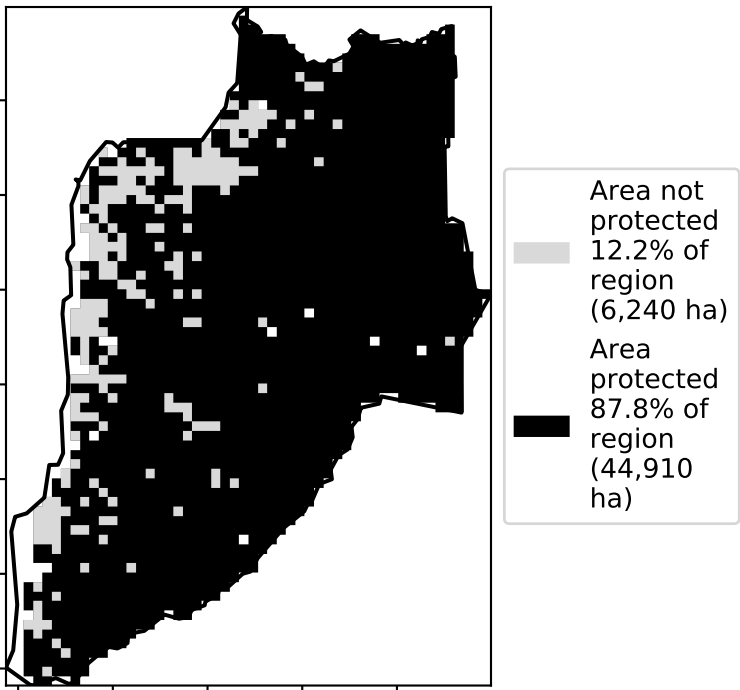 Area not
protected
12.2% of
region
(6,240 ha)
Area
protected
87.8% of
region
(44,910
ha)